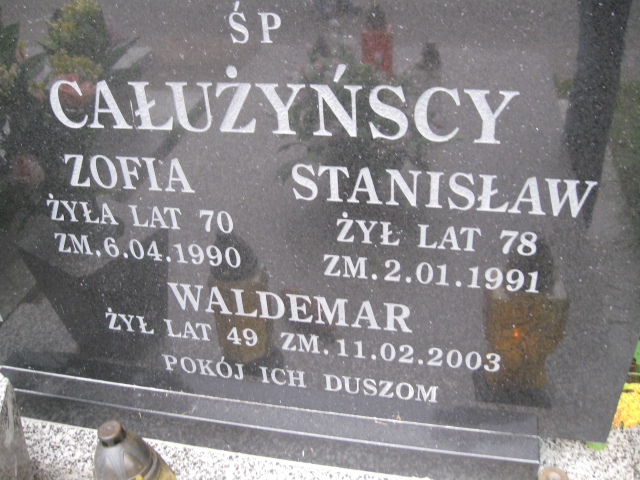 ŚP
CAŁUŻYŃSCY
ZOFIA
ŻYŁA LAT 70
ZM. 6.04.1990
STANISŁAW
ŻYŁ LAT 78
ZM. 2.01.1991
WALDEMAR
ŻYŁ LAT 49 ZM. 11.02.2003
POKÓJ ICH DUSZOM